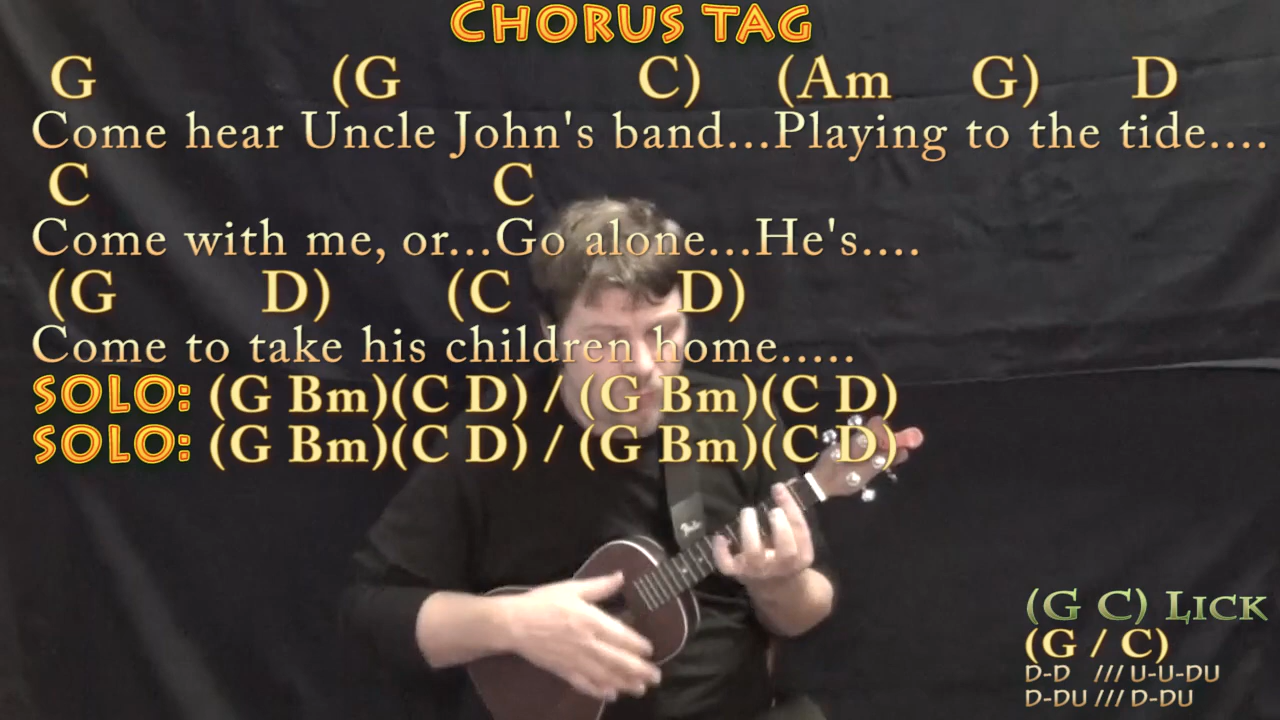 CHORUS TAG
G (G C) (Am G) D
Come hear Uncle John's band...Playing to the tide....
C C
Come with me, or...Go alone...He's....
(G D) (C D)
Come to take his children home.....
SOLO: (G Bm)(C D) / (G Bm)(C D)
SOLO: (G Bm)(C D) / (G Bm)(C D)
Fender
(G C) LICK
(G / C)
D-D /// U-U-DU
D-DU /// D-DU